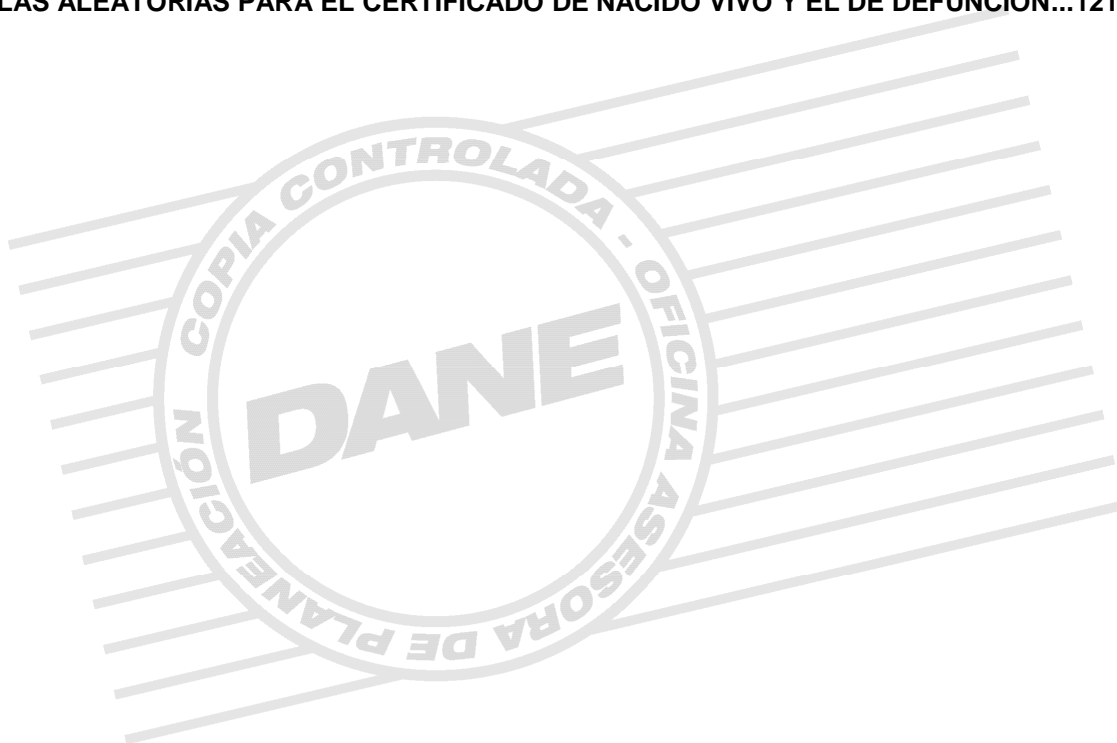 LAS ALEATORIAS PARA EL CERTIFICADO DE NACIDO VIVO Y EL DE DEFUNCIÓN...121
COPIA CONTROLADA - OFICINA ASESORA DE PLANEACIÓN
DANE